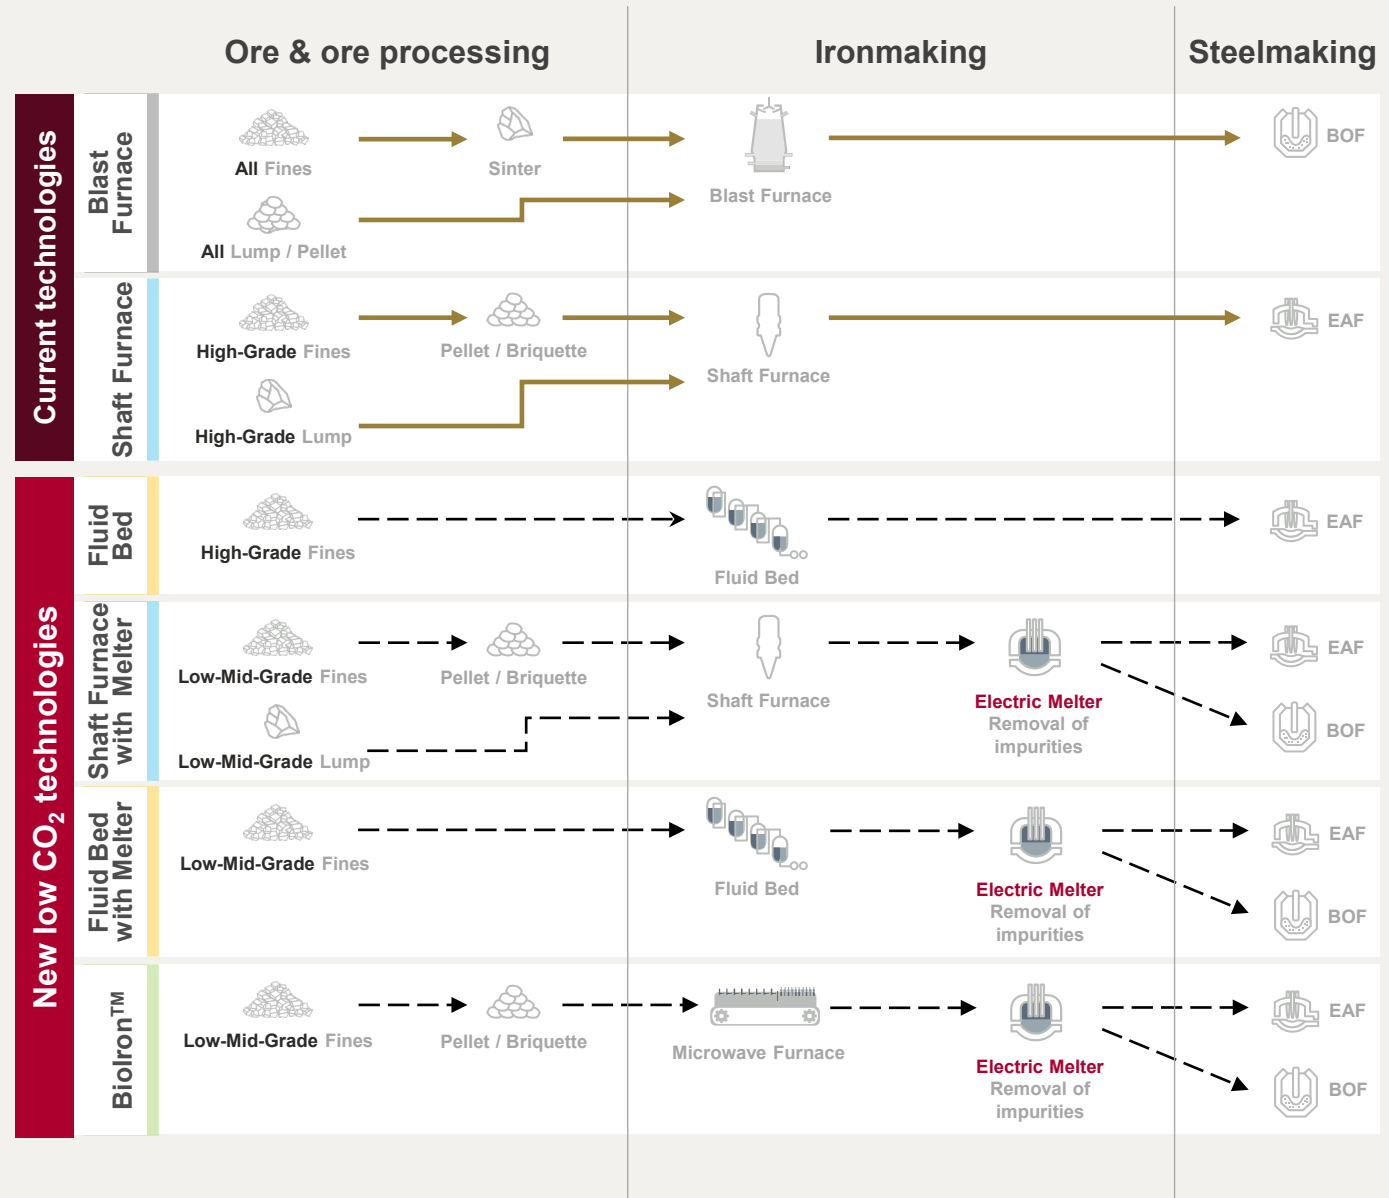 Ore & ore processing
Ironmaking
Steelmaking
Current technologies
Blast
Furnace
All Fines
Sinter
Blast Furnace
BOF
All Lump / Pellet
Shaft Furnace
High-Grade Fines
Pellet / Briquette
Shaft Furnace
EAF
High-Grade Lump
New low CO₂ technologies
Fluid
Bed
High-Grade Fines
Fluid Bed
EAF
Shaft Furnace
with Melter
Low-Mid-Grade Fines
Pellet / Briquette
Shaft Furnace
Electric Melter
Removal of
impurities
EAF
BOF
Low-Mid-Grade Lump
Fluid Bed
with Melter
Low-Mid-Grade Fines
Fluid Bed
Electric Melter
Removal of
impurities
EAF
BOF
BioIron™
Low-Mid-Grade Fines
Pellet / Briquette
Microwave Furnace
Electric Melter
Removal of
impurities
EAF
BOF